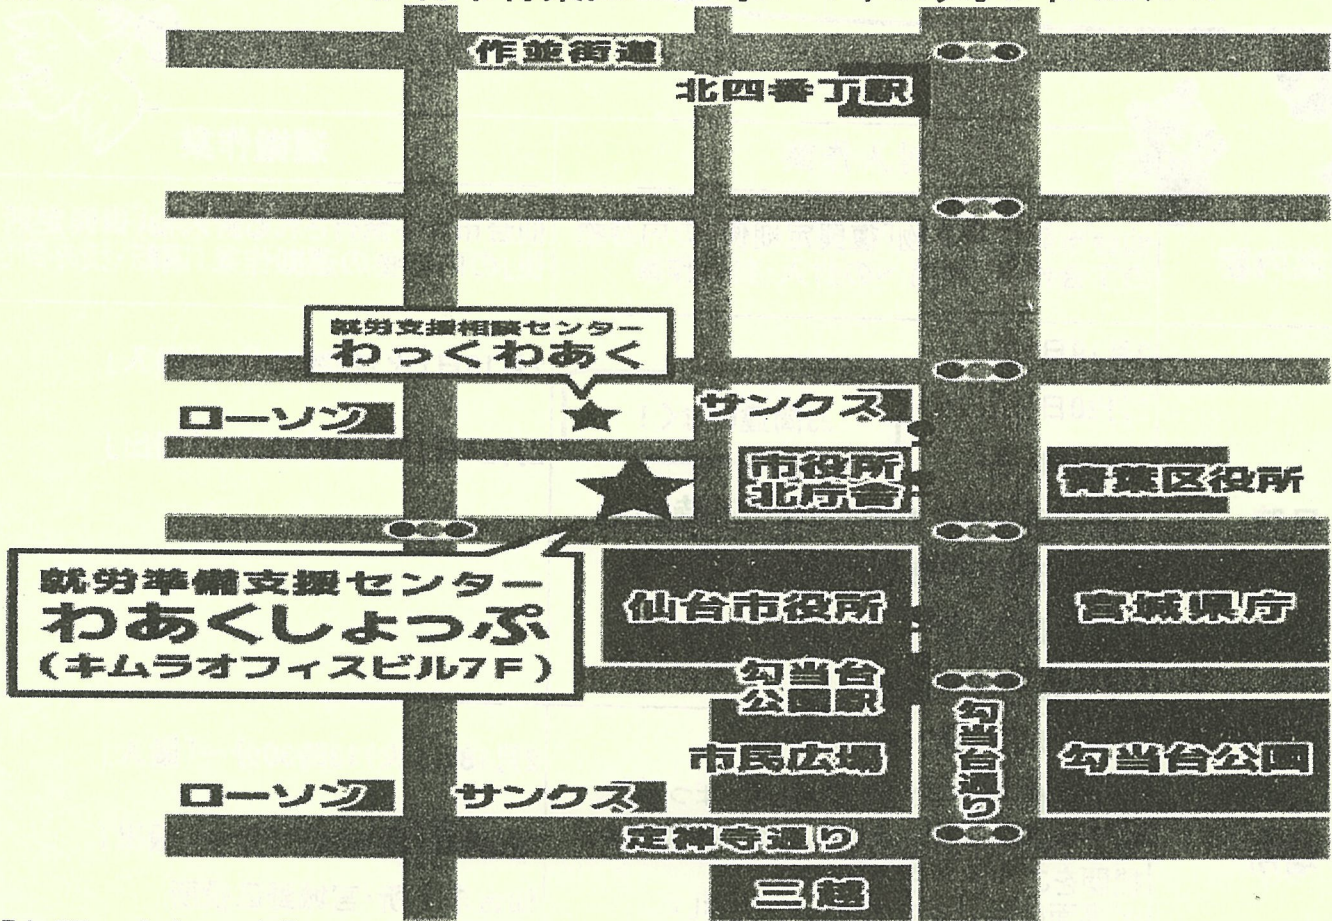 作並街道
北四番丁駅
就労支援相談センター
わっくわあく
ローソン
サンクス
市役所
北庁舎
青葉区役所
就労準備支援センター
わあくしょっぷ
(キムラオフィスビル7F)
仙台市役所
宮城県庁
勾当台
公園駅
勾当台通り
市民広場
勾当台公園
ローソン
サンクス
定禅寺通り
三越